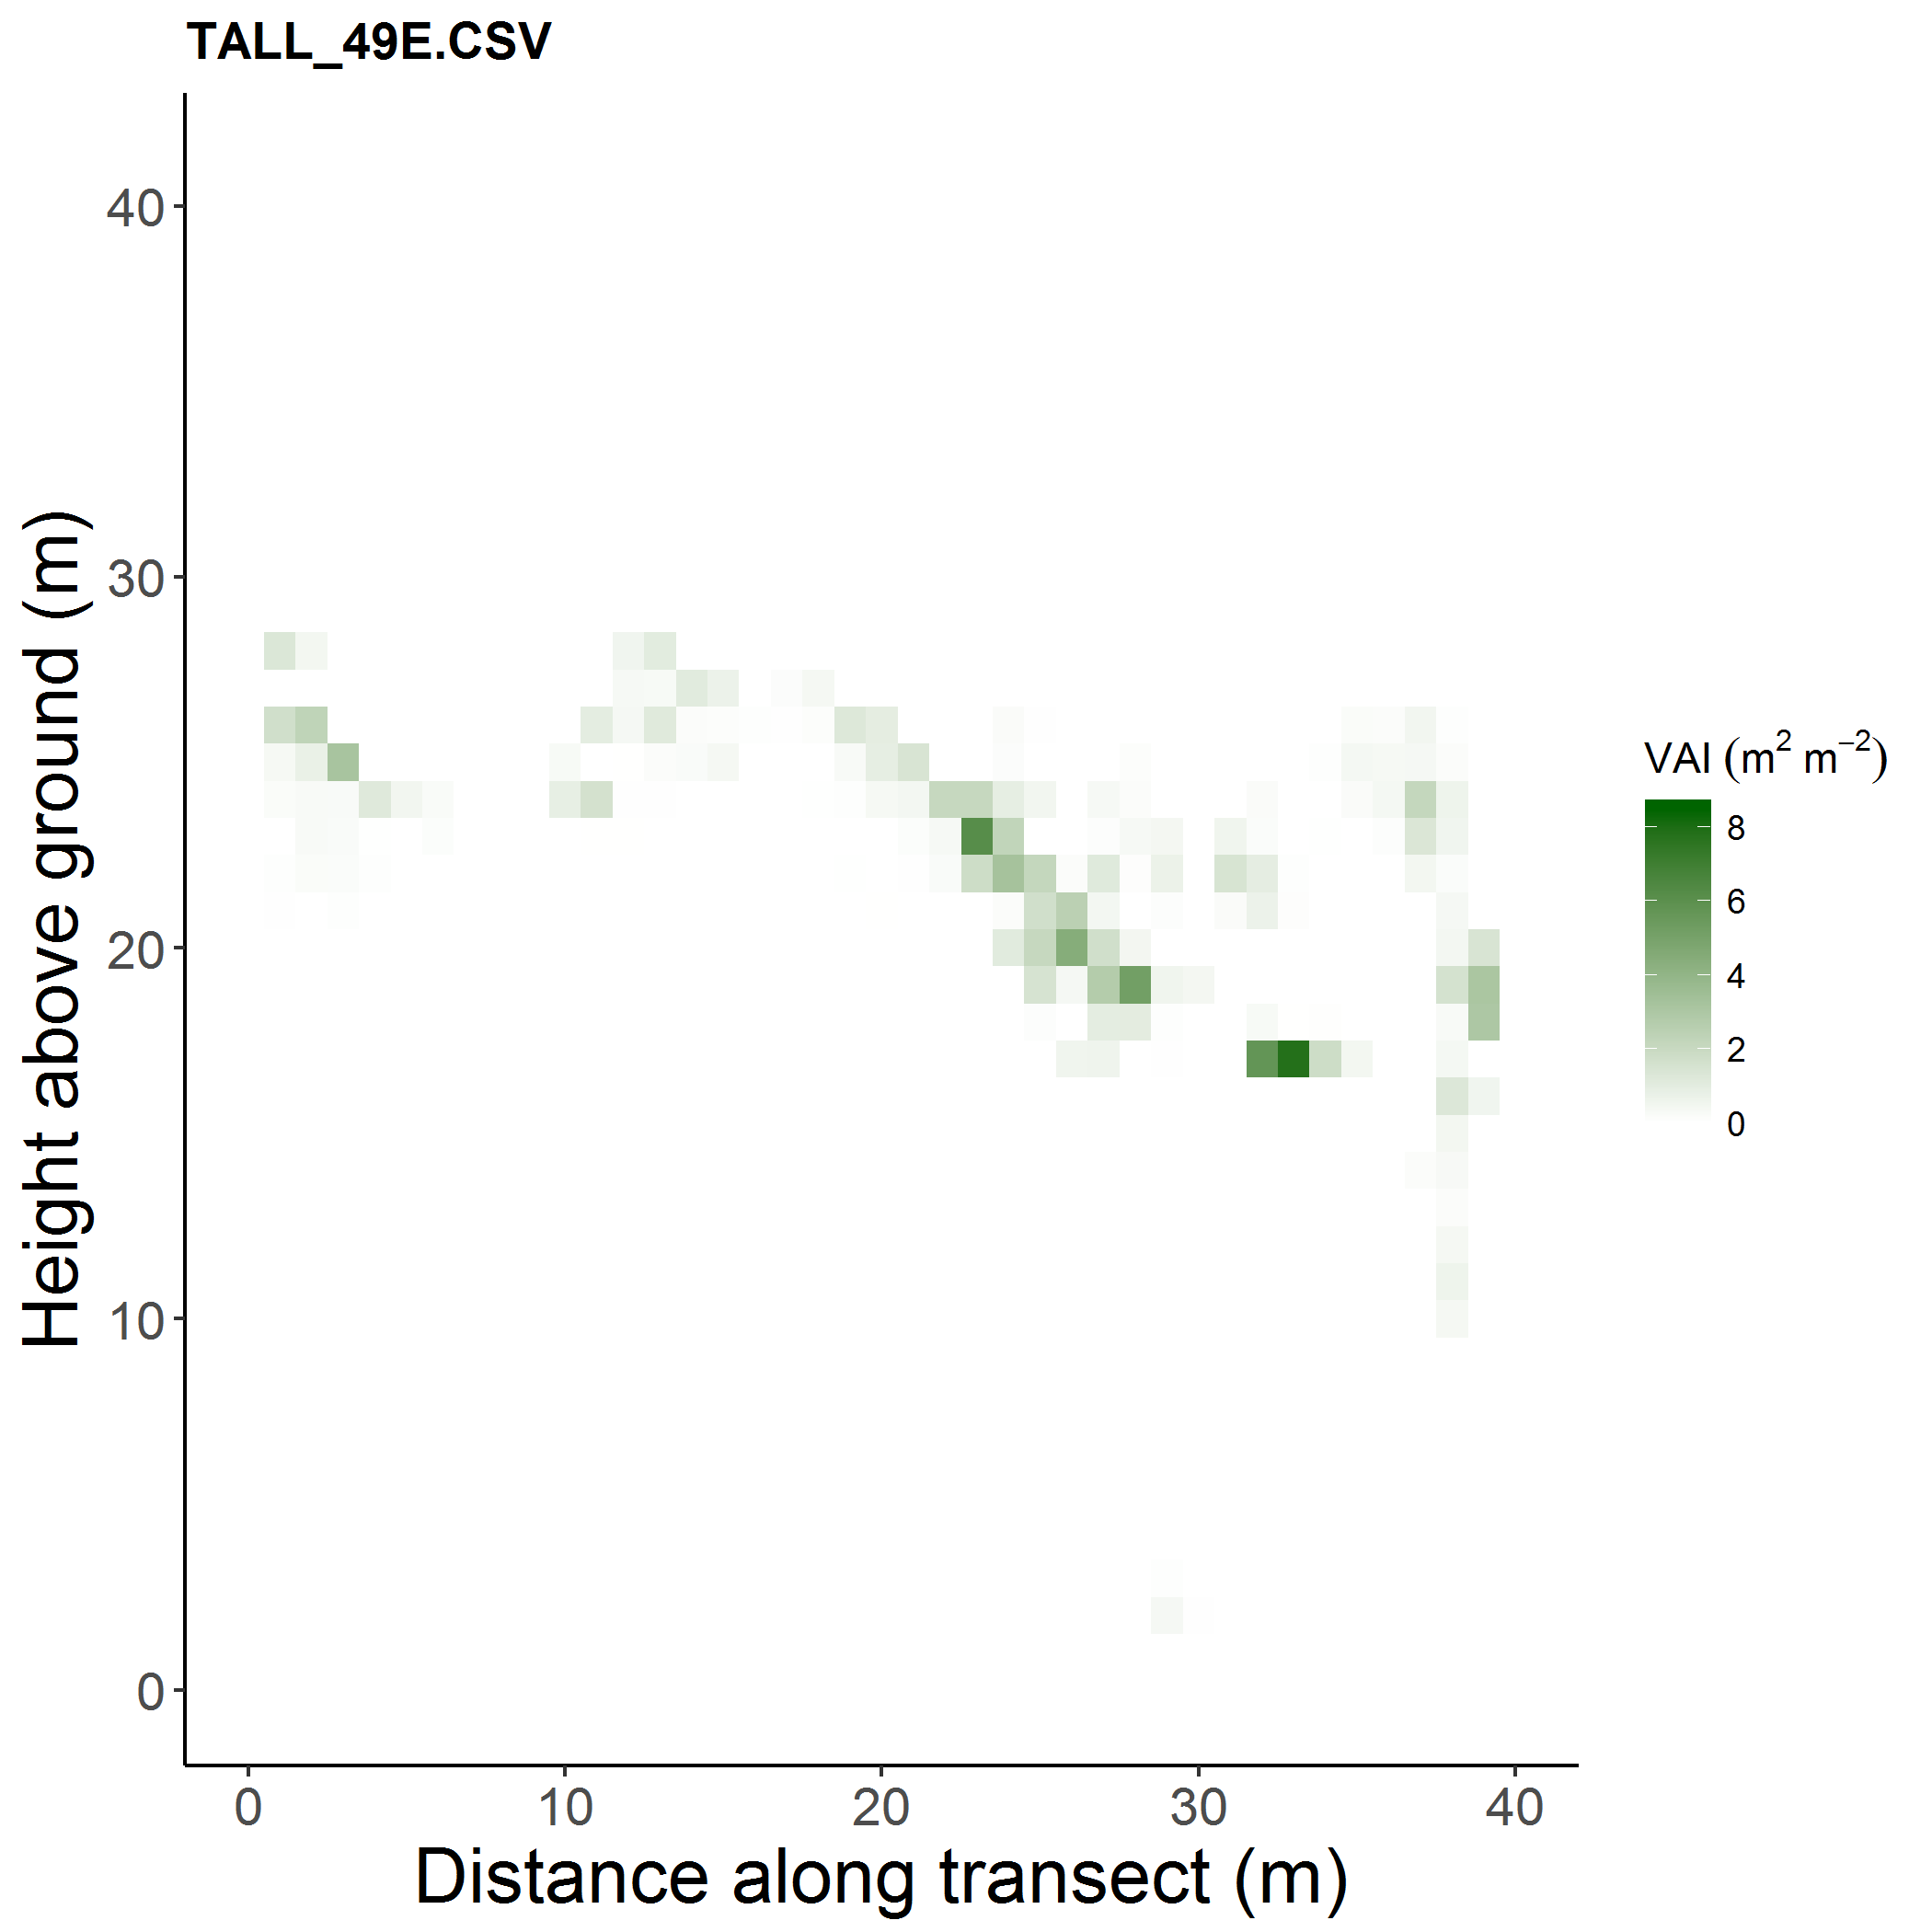 TALL_49E.CSV
Height above ground (m)
40
30
20
10
0
0 10 20 30 40
Distance along transect (m)
VAI (m² m⁻²)
8
6
4
2
0